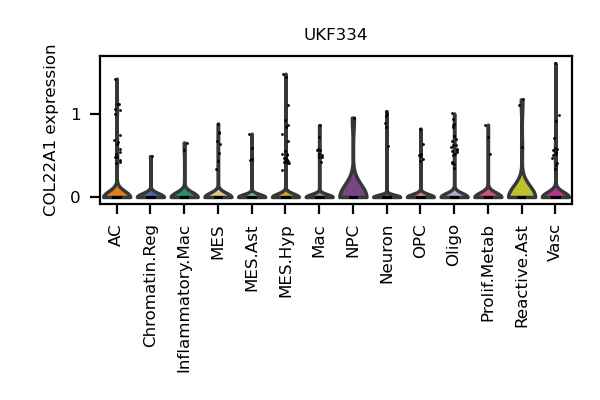 UKF334
COL22A1 expression
1
0
AC
Chromatin.Reg
Inflammatory.Mac
MES
MES.Ast
MES.Hyp
Mac
NPC
Neuron
OPC
Oligo
Prolif.Metab
Reactive.Ast
Vasc